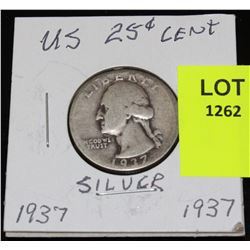 US 25¢ CENT
LOT
1262
LIBERTY
IN GOD WE
TRUST
1937
SILVER
1937
1937